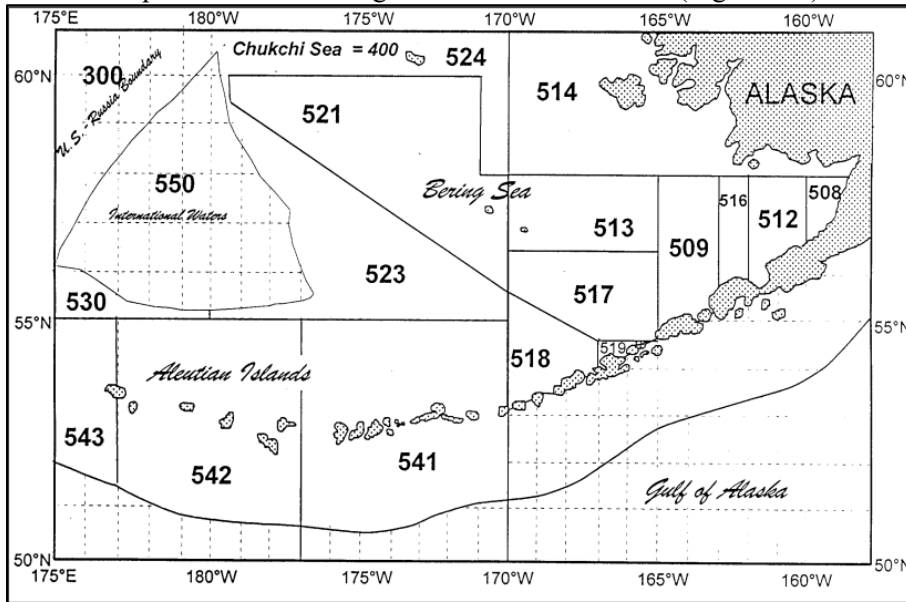 175°E 180°W 175°W 170°W 165°W 160°W
Chukchi Sea = 400
524
60°N
300
60°N
U.S.- Russia Boundary
514
ALASKA
521
550
Bering Sea
508
516
International Waters
513
509
512
523
517
530
55°N
55°N
519
518
Aleutian Islands
543
542
541
Gulf of Alaska
50°N
50°N
175°E 180°W 175°W 170°W 165°W 160°W